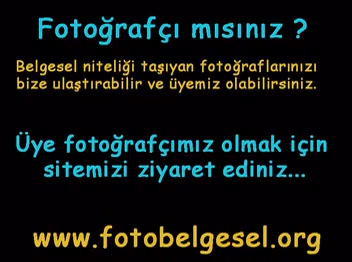 Fotoğrafçı mısınız ?
Belgesel niteliği taşıyan fotoğraflarınızı
bize ulaştırabilir ve üyemiz olabilirsiniz.
Üye fotoğrafçımız olmak için
sitemizi ziyaret ediniz...
www.fotobelgesel.org